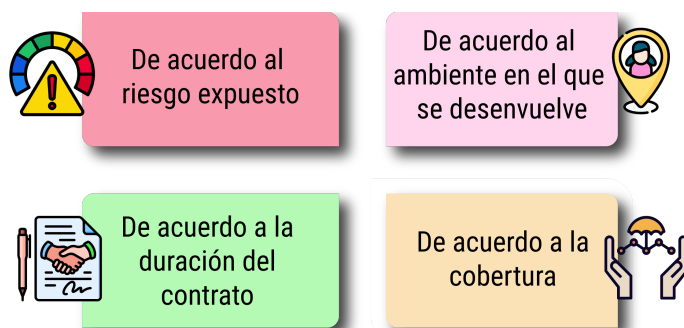 De acuerdo al
riesgo expuesto
De acuerdo al
ambiente en el que
se desenvuelve
De acuerdo a la
duración del
contrato
De acuerdo a la
cobertura